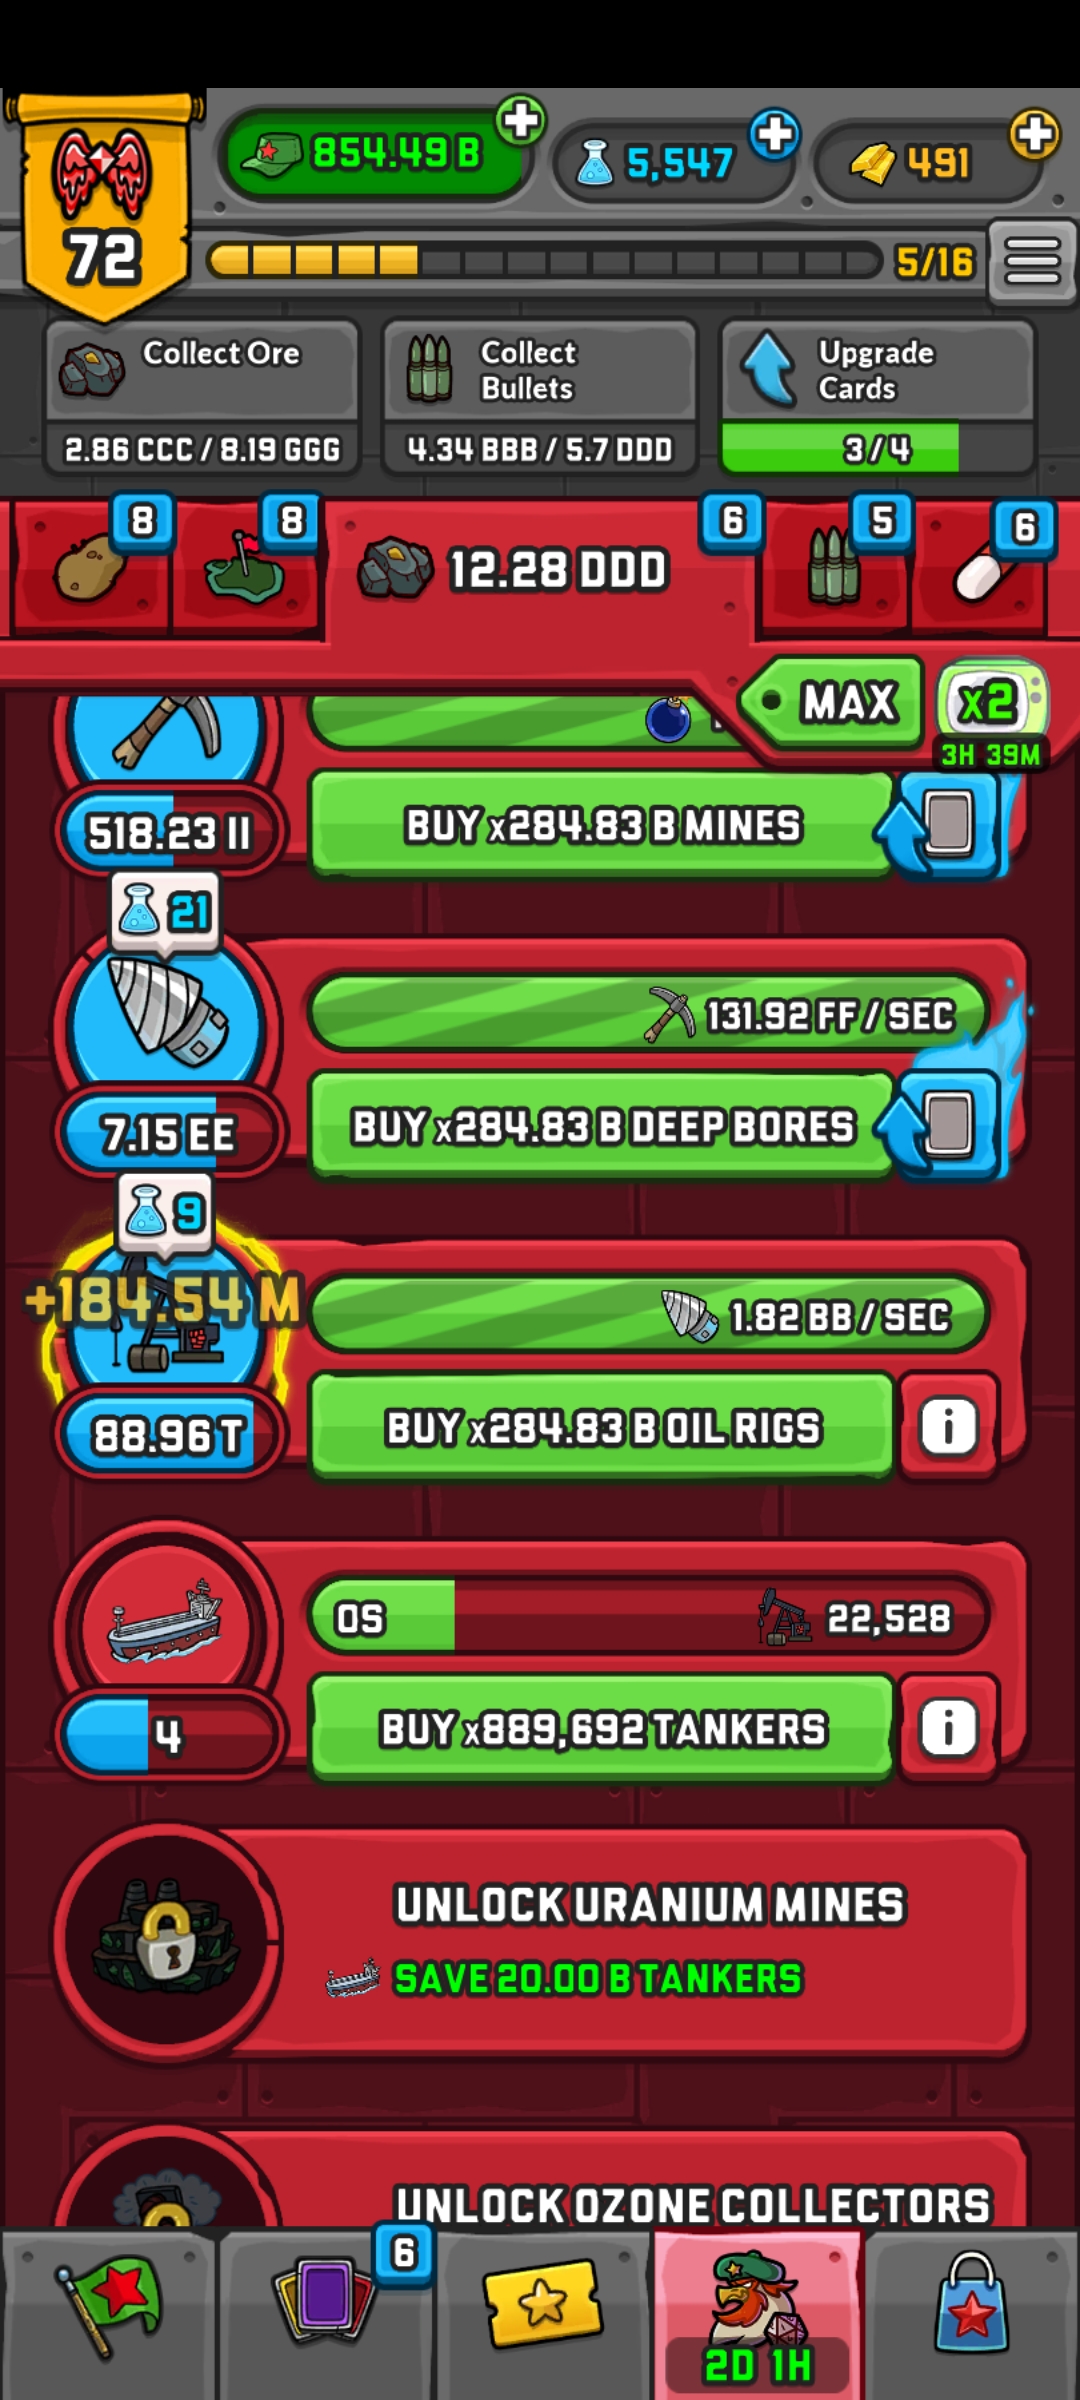 854.49 B
5,547
491
72
5/16
Collect Ore
2.86 CCC / 8.19 GGG
Collect
Bullets
4.34 BBB / 5.7 DDD
Upgrade
Cards
3/4
8
8
12.28 DDD
6
5
6
MAX
x2
3H 39M
518.23 II
BUY x284.83 B MINES
21
131.92 FF / SEC
7.15 EE
BUY x284.83 B DEEP BORES
9
+184.54 M
1.82 BB / SEC
88.96 T
BUY x284.83 B OIL RIGS
i
0S
22,528
4
BUY x889,692 TANKERS
i
UNLOCK URANIUM MINES
SAVE 20.00 B TANKERS
UNLOCK OZONE COLLECTORS
6
2D 1H